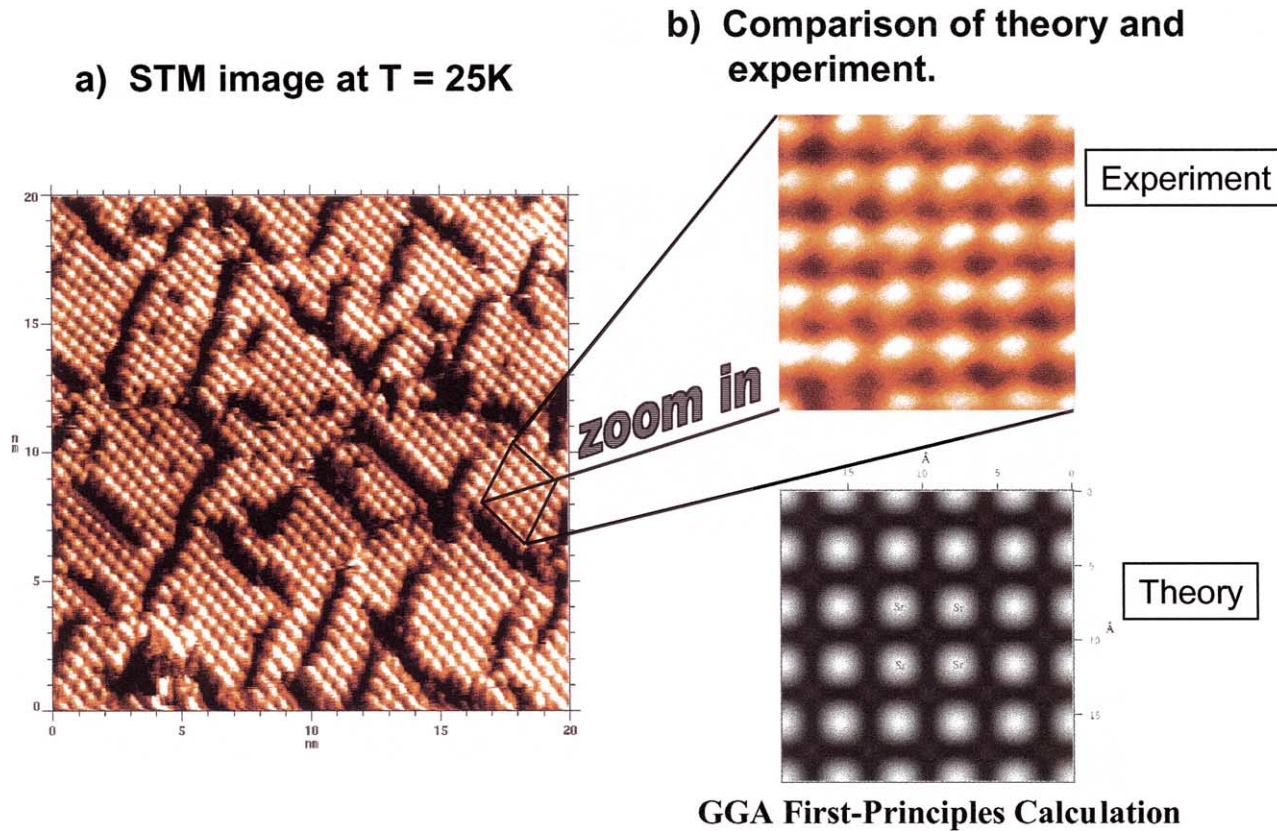 a) STM image at T = 25K
20
15
10
5
0
n
m
0
5
10
15
20
nm
b) Comparison of theory and
experiment.
zoom in
Experiment
Å
15
10
5
0
0
5
10
15
Å
Sr Sr
Sr Sr
Theory
GGA First-Principles Calculation